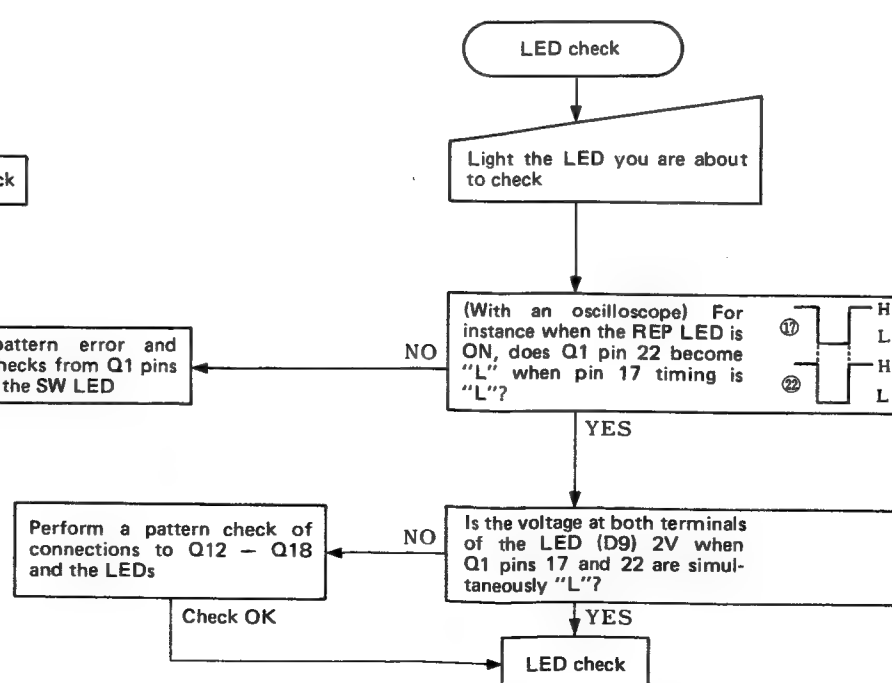 LED check
Light the LED you are about
to check
(With an oscilloscope) For
instance when the REP LED is
ON, does Q1 pin 22 become
"L" when pin 17 timing is
"L"?
⑰
H
L
㉒
H
L
NO
pattern error and
checks from Q1 pins
the SW LED
YES
Is the voltage at both terminals
of the LED (D9) 2V when
Q1 pins 17 and 22 are simul-
taneously "L"?
NO
Perform a pattern check of
connections to Q12 – Q18
and the LEDs
Check OK
YES
LED check